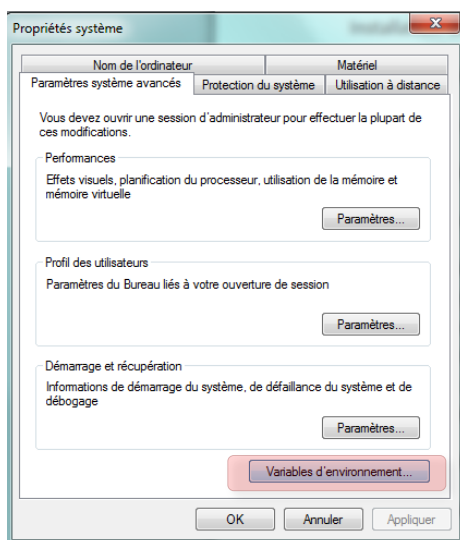 Propriétés système
Nom de l'ordinateur
Matériel
Paramètres système avancés
Protection du système
Utilisation à distance
Vous devez ouvrir une session d'administrateur pour effectuer la plupart de
ces modifications.
Performances
Effets visuels, planification du processeur, utilisation de la mémoire et
mémoire virtuelle
Paramètres...
Profil des utilisateurs
Paramètres du Bureau liés à votre ouverture de session
Paramètres...
Démarrage et récupération
Informations de démarrage du système, de défaillance du système et de
débogage
Paramètres...
Variables d'environnement...
OK
Annuler
Appliquer